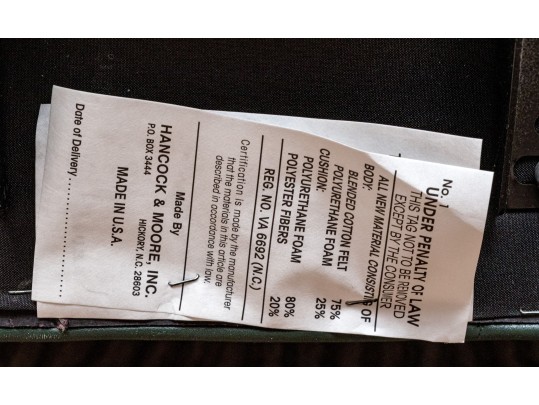 No. 1
UNDER PENALTY OF LAW
THIS TAG NOT TO BE REMOVED
EXCEPT BY THE CONSUMER
ALL NEW MATERIAL CONSISTING OF
BODY:
BLENDED COTTON FELT 75%
POLYURETHANE FOAM 25%
CUSHION:
POLYURETHANE FOAM 80%
POLYESTER FIBERS 20%
REG. NO. VA 6692 (N.C.)
Certification is made by the manufacturer
that the materials in this article are
described in accordance with law.
Made By
HANCOCK & MOORE, INC.
P.O. BOX 3444 HICKORY, N.C. 28603
MADE IN U.S.A.
Date of Delivery